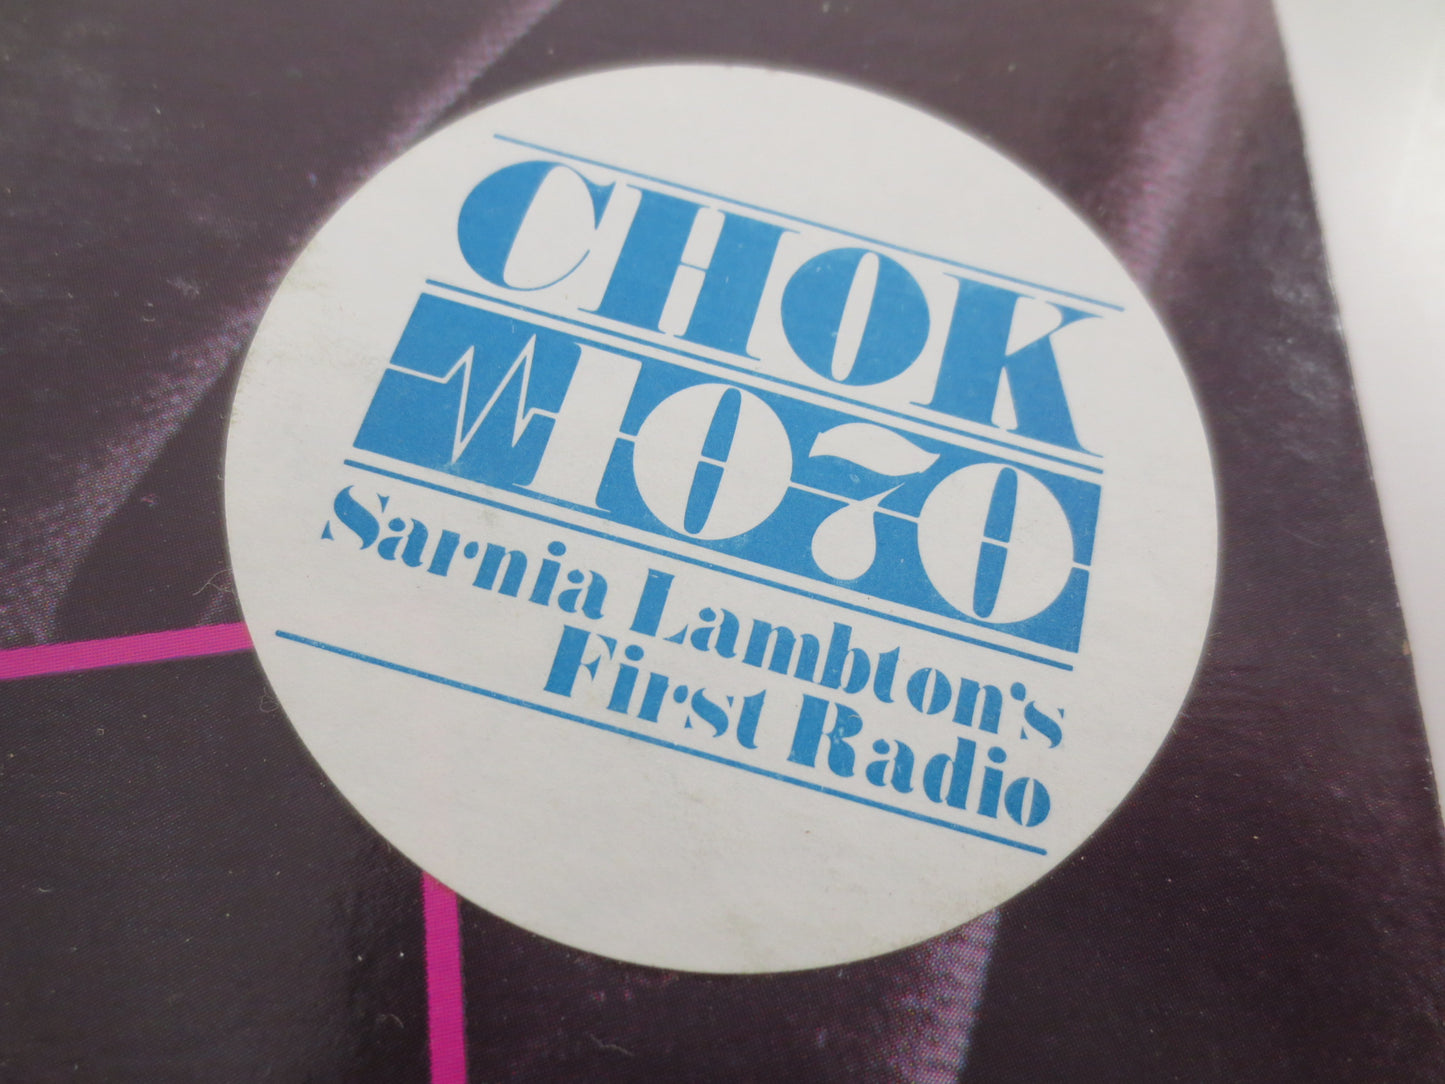 CHOK
1070
Sarnia Lambton's
First Radio